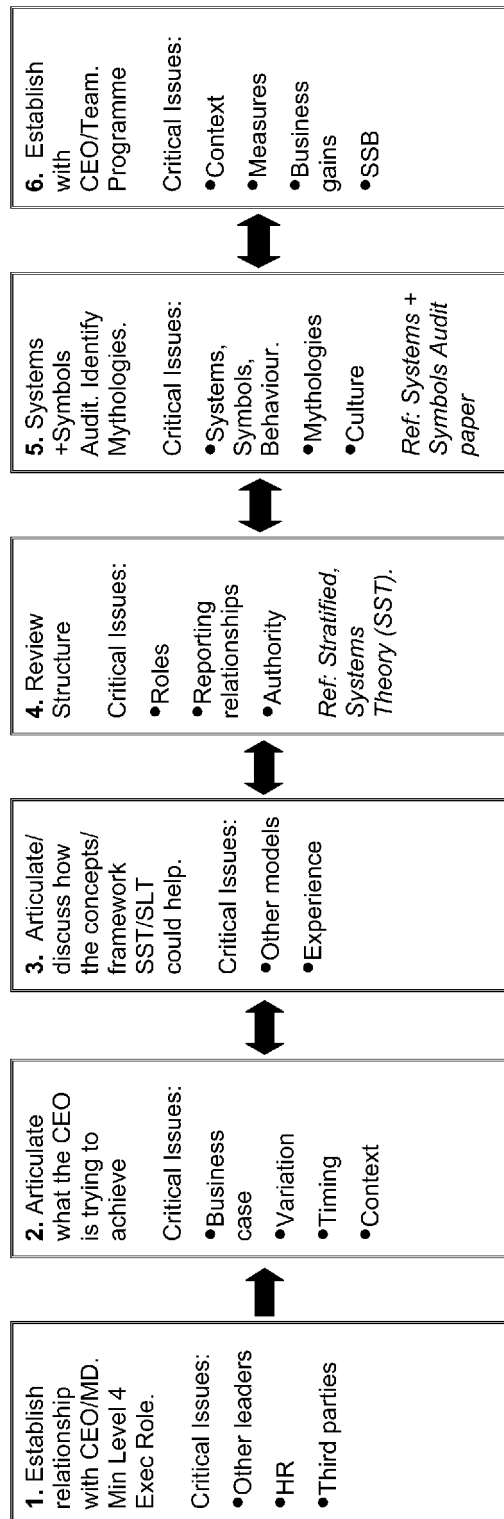 1. Establish
relationship
with CEO/MD.
Min Level 4
Exec Role.
Critical Issues:
•Other leaders
•HR
•Third parties
2. Articulate
what the CEO
is trying to
achieve
Critical Issues:
•Business
case
•Variation
•Timing
•Context
3. Articulate/
discuss how
the concepts/
framework
SST/SLT
could help.
Critical Issues:
•Other models
•Experience
4. Review
Structure
Critical Issues:
•Roles
•Reporting
relationships
•Authority
Ref: Stratified,
Systems
Theory (SST).
5. Systems
+Symbols
Audit. Identify
Mythologies.
Critical Issues:
•Systems,
Symbols,
Behaviour.
•Mythologies
•Culture
Ref: Systems +
Symbols Audit
paper
6. Establish
with
CEO/Team.
Programme
Critical Issues:
•Context
•Measures
•Business
gains
•SSB